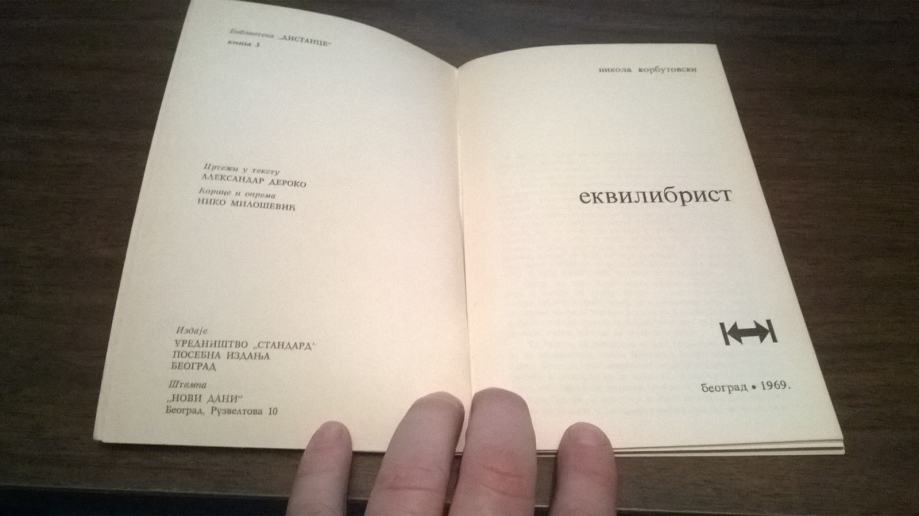 Библиотека „ДИСТАНЦЕ"
књига 3
Цртежи у тексту
АЛЕКСАНДАР ДЕРОКО
Корице и опрема
НИКО МИЛОШЕВИЋ
Издаје
УРЕДНИШТВО „СТАНДАРД"
ПОСЕБНА ИЗДАЊА
БЕОГРАД
Штампа
„НОВИ ДАНИ"
Београд, Рузвелтова 10
никола корбутовски
еквилибрист
београд • 1969.